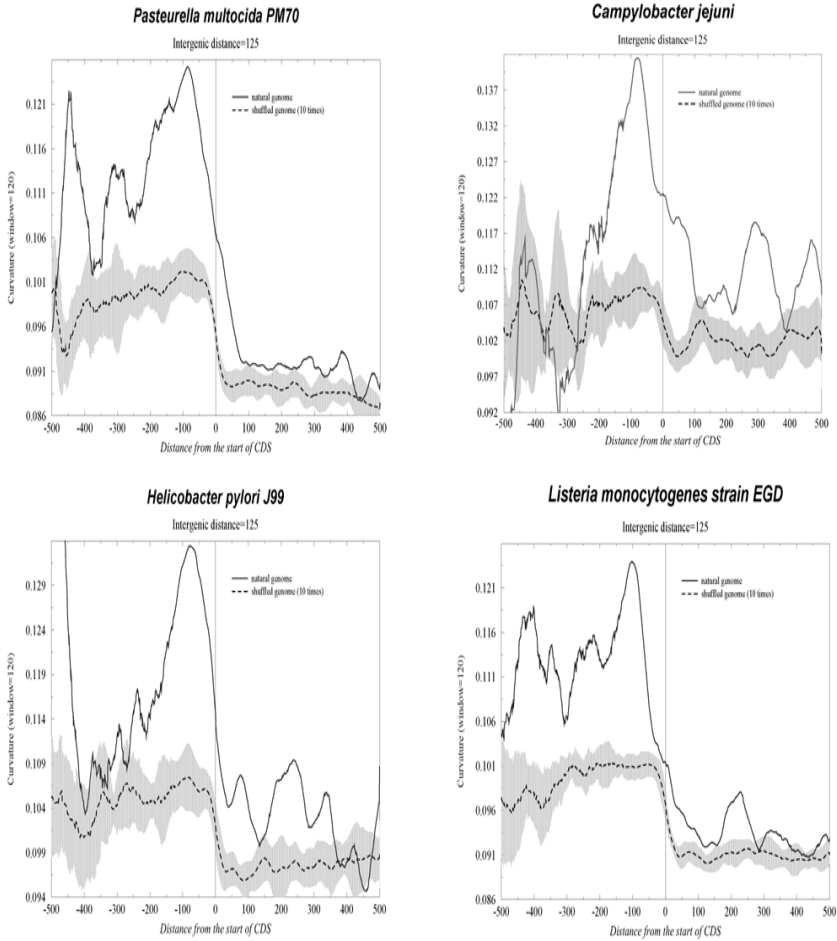 Pasteurella multocida PM70
Intergenic distance=125
natural genome
shuffled genome (10 times)
Curvature (window=120)
0.121
0.116
0.111
0.106
0.101
0.096
0.091
0.086
-500 -400 -300 -200 -100 0 100 200 300 400 500
Distance from the start of CDS
Campylobacter jejuni
Intergenic distance=125
natural genome
shuffled genome (10 times)
Curvature (window=120)
0.137
0.132
0.127
0.122
0.117
0.112
0.107
0.102
0.097
0.092
-500 -400 -300 -200 -100 0 100 200 300 400 500
Distance from the start of CDS
Helicobacter pylori J99
Intergenic distance=125
natural genome
shuffled genome (10 times)
Curvature (window=120)
0.129
0.124
0.119
0.114
0.104
0.098
0.094
-500 -400 -300 -200 -100 0 100 200 300 400 500
Distance from the start of CDS
Listeria monocytogenes strain EGD
Intergenic distance=125
natural genome
shuffled genome (10 times)
Curvature (window=120)
0.121
0.116
0.111
0.106
0.101
0.096
0.091
0.086
-500 -400 -300 -200 -100 0 100 200 300 400 500
Distance from the start of CDS